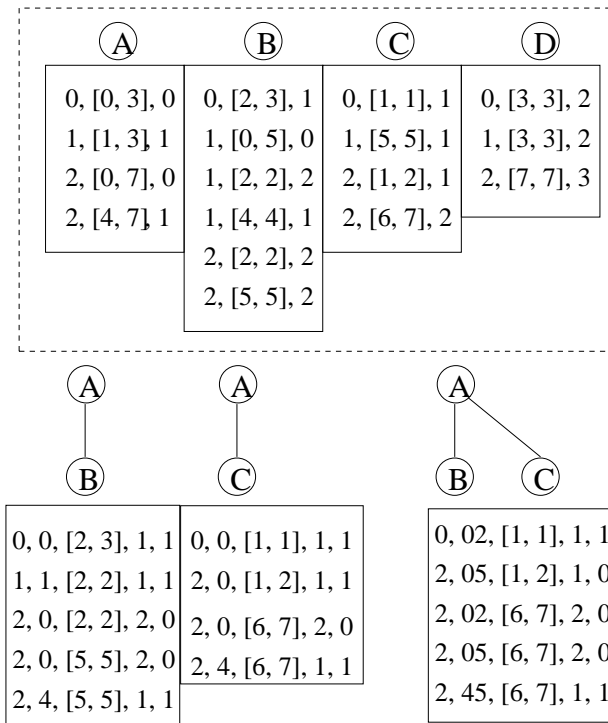 A B C D
0, [0, 3], 0
1, [1, 3], 1
2, [0, 7], 0
2, [4, 7], 1
0, [2, 3], 1
1, [0, 5], 0
1, [2, 2], 2
1, [4, 4], 1
2, [2, 2], 2
2, [5, 5], 2
0, [1, 1], 1
1, [5, 5], 1
2, [1, 2], 1
2, [6, 7], 2
0, [3, 3], 2
1, [3, 3], 2
2, [7, 7], 3
A
B
0, 0, [2, 3], 1, 1
1, 1, [2, 2], 1, 1
2, 0, [2, 2], 2, 0
2, 0, [5, 5], 2, 0
2, 4, [5, 5], 1, 1
A
C
0, 0, [1, 1], 1, 1
2, 0, [1, 2], 1, 1
2, 0, [6, 7], 2, 0
2, 4, [6, 7], 1, 1
A
B C
0, 02, [1, 1], 1, 1
2, 05, [1, 2], 1, 0
2, 02, [6, 7], 2, 0
2, 05, [6, 7], 2, 0
2, 45, [6, 7], 1, 1